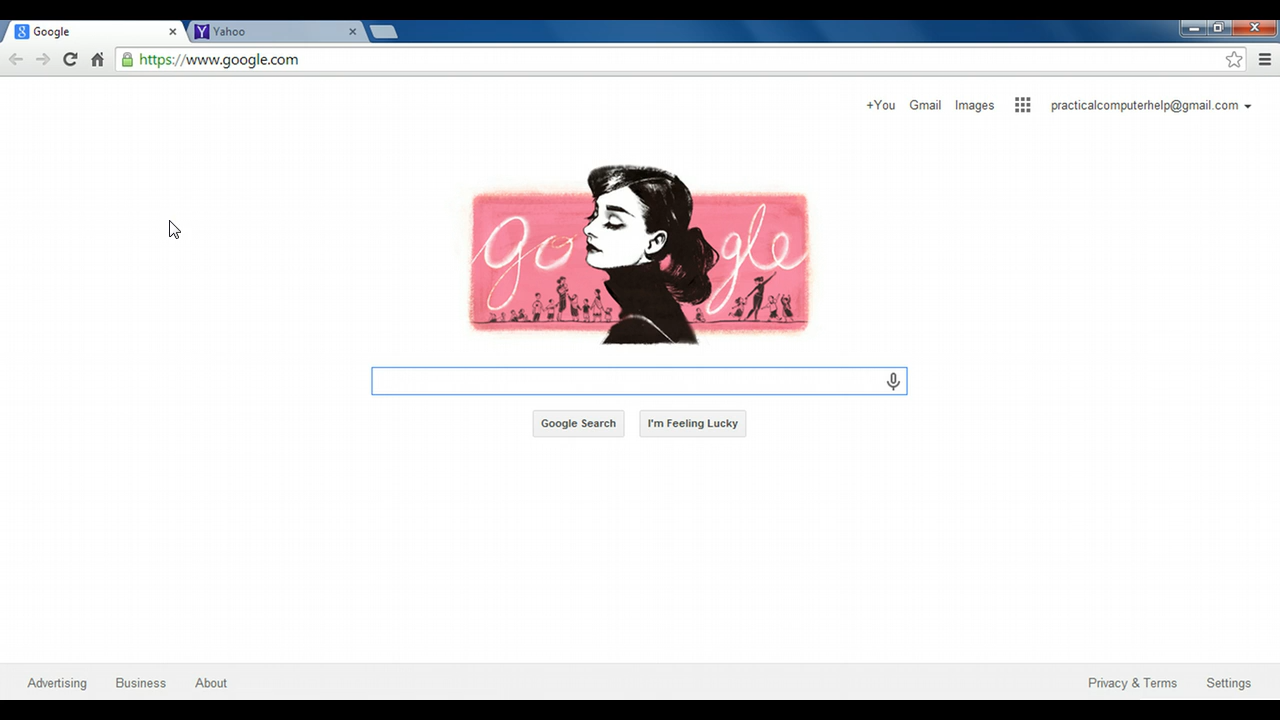 Google
Yahoo
https://www.google.com
+You Gmail Images practicalcomputerhelp@gmail.com
Google
Google Search I'm Feeling Lucky
Advertising Business About Privacy & Terms Settings